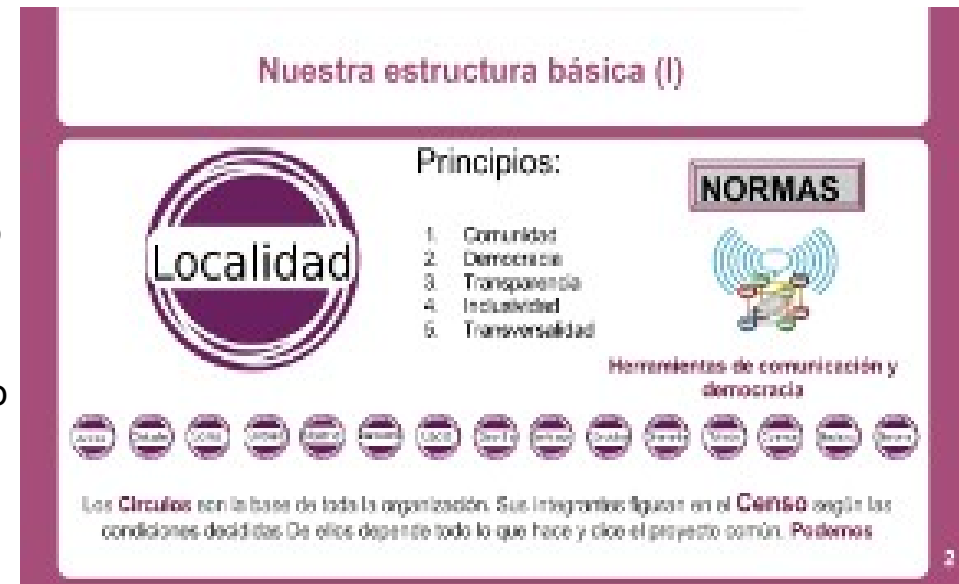 Nuestra estructura básica (I)
Localidad
Principios:
1. Comunidad
2. Democracia
3. Transparencia
4. Inclusividad
5. Transversalidad
NORMAS
Herramientas de comunicación y
democracia
Los Círculos son la base de toda la organización. Sus integrantes figuran en el Censo según las
condiciones decididas De ellos depende todo lo que hace y dice el proyecto común. Podemos
2